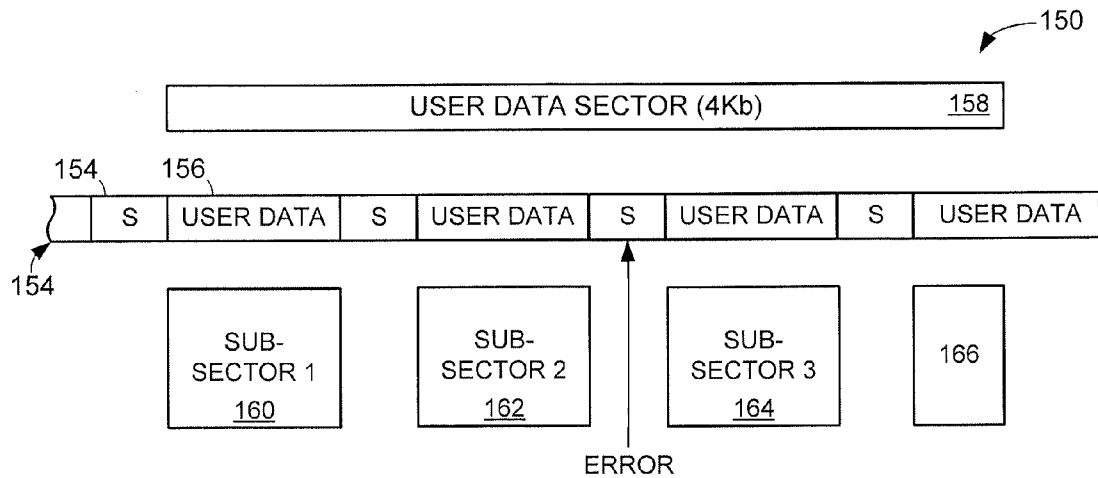 150
USER DATA SECTOR (4Kb) 158
154 156
S USER DATA S USER DATA S USER DATA S USER DATA
154
SUB-
SECTOR 1
160
SUB-
SECTOR 2
162
SUB-
SECTOR 3
164
166
ERROR